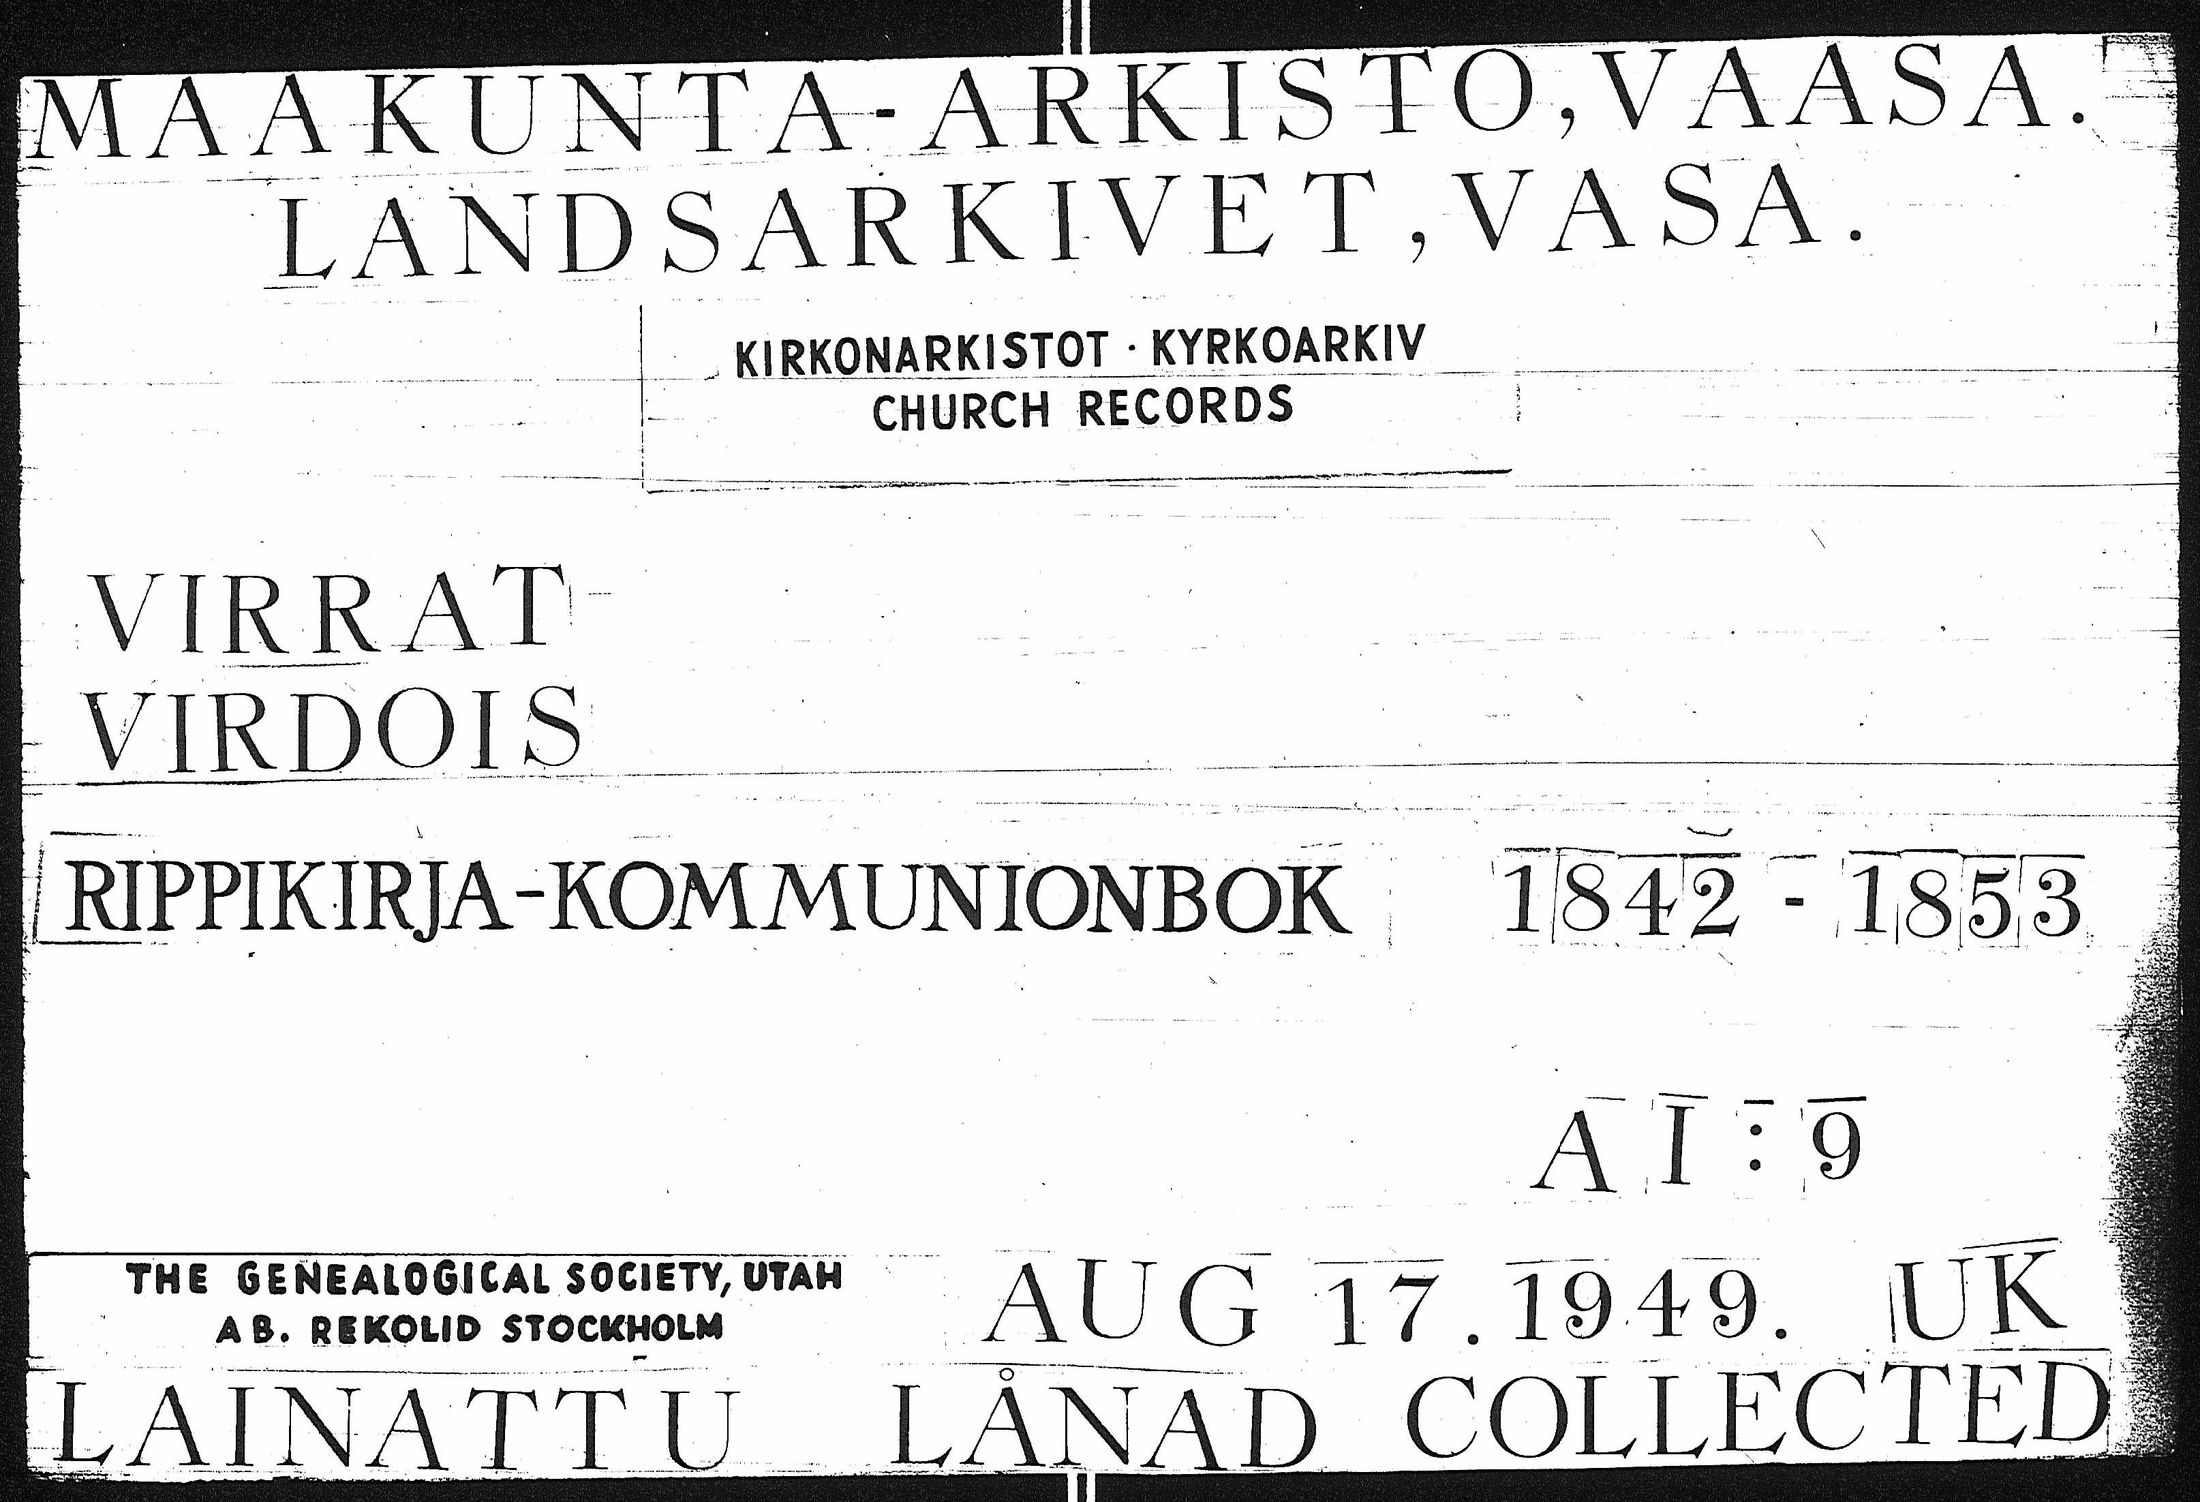 MAAKUNTA-ARKISTO, VAASA.
LANDSARKIVET, VASA.
KIRKONARKISTOT · KYRKOARKIV
CHURCH RECORDS
VIRRAT
VIRDOIS
RIPPIKIRJA-KOMMUNIONBOK 1842 - 1853
A I : 9
THE GENEALOGICAL SOCIETY, UTAH
AB. REKOLID STOCKHOLM
AUG 17. 1949. UK
LAINATTU LÅNAD COLLECTED